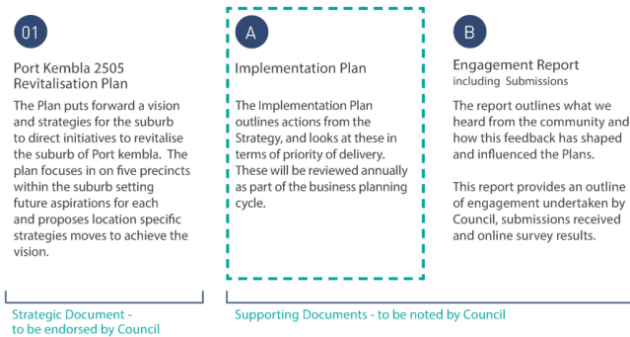 01
Port Kembla 2505
Revitalisation Plan
The Plan puts forward a vision
and strategies for the suburb
to direct initiatives to revitalise
the suburb of Port kembla. The
plan focuses in on five precincts
within the suburb setting
future aspirations for each
and proposes location specific
strategies moves to achieve the
vision.
Strategic Document -
to be endorsed by Council
A
Implementation Plan
The Implementation Plan
outlines actions from the
Strategy, and looks at these in
terms of priority of delivery.
These will be reviewed annually
as part of the business planning
cycle.
B
Engagement Report
including Submissions
The report outlines what we
heard from the community and
how this feedback has shaped
and influenced the Plans.
This report provides an outline
of engagement undertaken by
Council, submissions received
and online survey results.
Supporting Documents - to be noted by Council